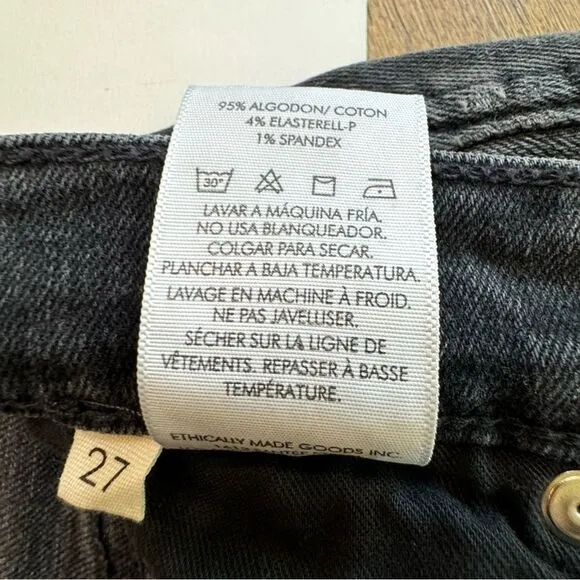 95% ALGODON/ COTON
4% ELASTERELL-P
1% SPANDEX
30°
LAVAR A MÁQUINA FRÍA.
NO USA BLANQUEADOR.
COLGAR PARA SECAR.
PLANCHAR A BAJA TEMPERATURA.
LAVAGE EN MACHINE À FROID.
NE PAS JAVELLISER.
SÉCHER SUR LA LIGNE DE
VÊTEMENTS. REPASSER À BASSE
TEMPÉRATURE.
ETHICALLY MADE GOODS INC
27